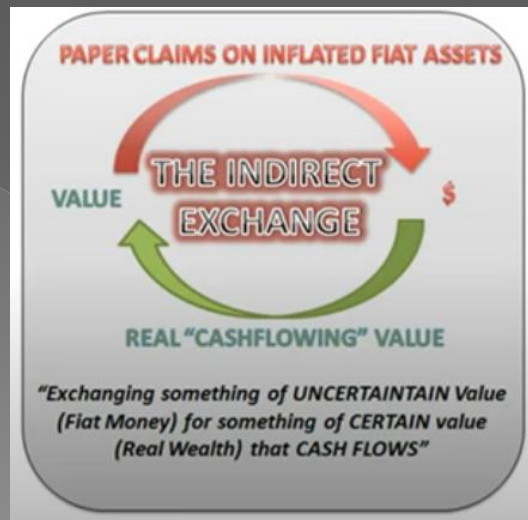 PAPER CLAIMS ON INFLATED FIAT ASSETS
THE INDIRECT
EXCHANGE
VALUE
$
REAL "CASHFLOWING" VALUE
"Exchanging something of UNCERTAINTAIN Value
(Fiat Money) for something of CERTAIN value
(Real Wealth) that CASH FLOWS"